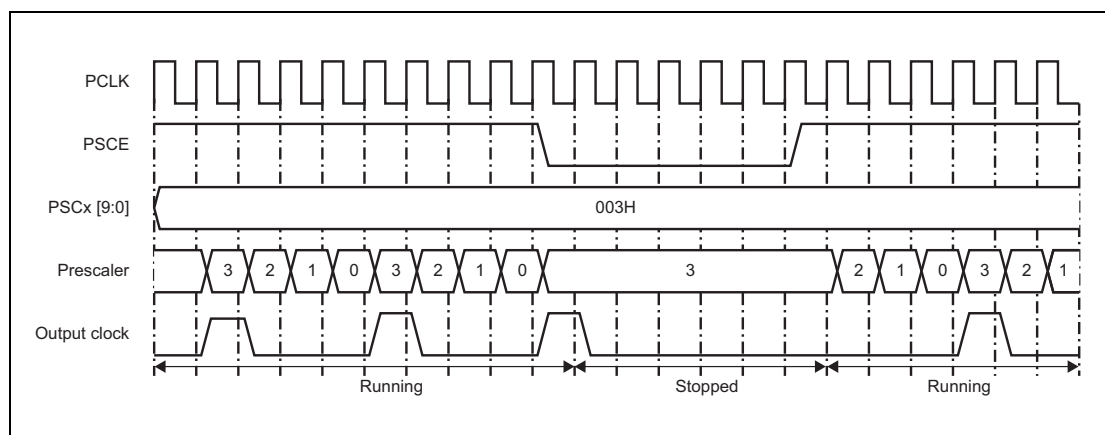 PCLK
PSCE
PSCx [9:0] 003H
Prescaler 3 2 1 0 3 2 1 0 3 2 1 0 3 2 1
Output clock
Running Stopped Running